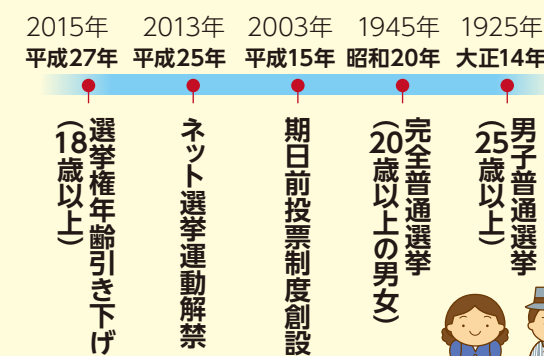 2015年 2013年 2003年 1945年 1925年
平成27年 平成25年 平成15年 昭和20年 大正14年
男子普通選挙
（25歳以上）
完全普通選挙
（20歳以上の男女）
期日前投票制度創設
ネット選挙運動解禁
選挙権年齢引き下げ
（18歳以上）